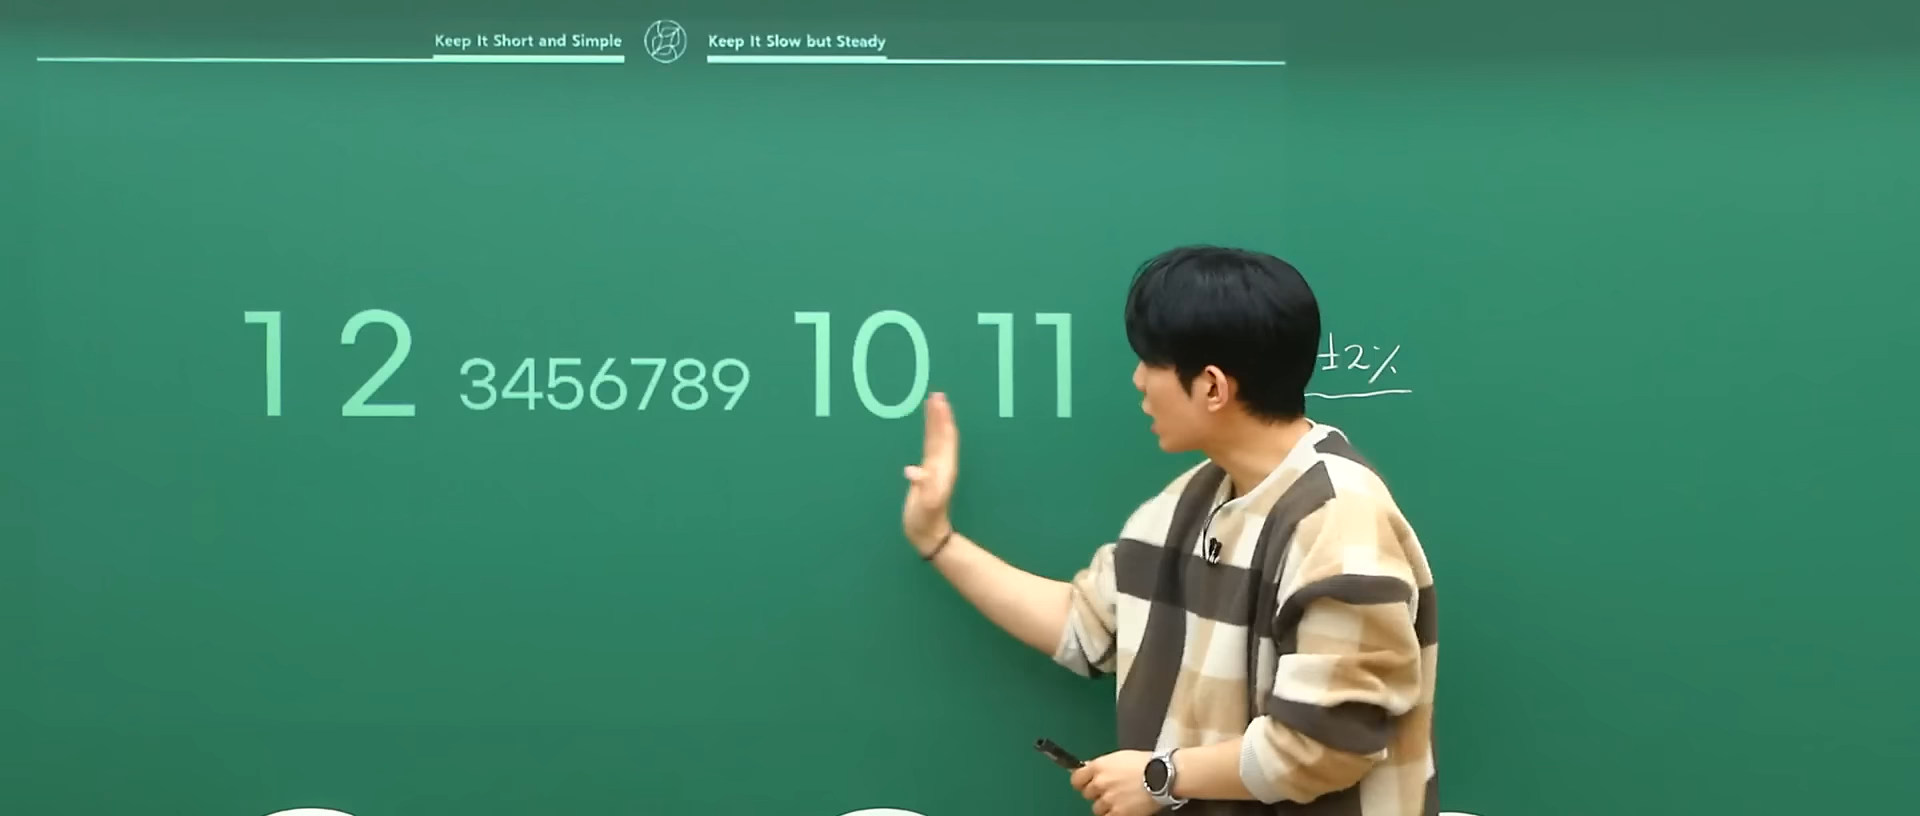 Keep It Short and Simple Keep It Slow but Steady
1 2 3456789 10 11
±2%